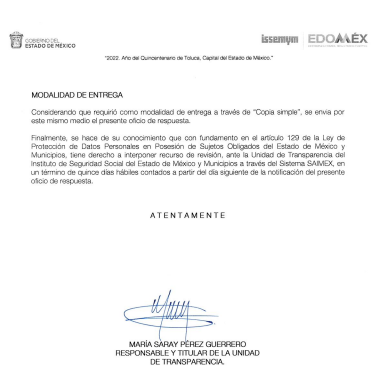 GOBIERNO DEL
ESTADO DE MÉXICO
issemym
EDOMÉX
"2022. Año del Quincentenario de Toluca, Capital del Estado de México."
MODALIDAD DE ENTREGA
Considerando que requirió como modalidad de entrega a través de "Copia simple", se envía por
este mismo medio el presente oficio de respuesta.
Finalmente, se hace de su conocimiento que con fundamento en el artículo 129 de la Ley de
Protección de Datos Personales en Posesión de Sujetos Obligados del Estado de México y
Municipios, tiene derecho a interponer recurso de revisión, ante la Unidad de Transparencia del
Instituto de Seguridad Social del Estado de México y Municipios a través del Sistema SAIMEX, en
un término de quince días hábiles contados a partir del día siguiente de la notificación del presente
oficio de respuesta.
ATENTAMENTE
MARÍA SARAY PÉREZ GUERRERO
RESPONSABLE Y TITULAR DE LA UNIDAD
DE TRANSPARENCIA.